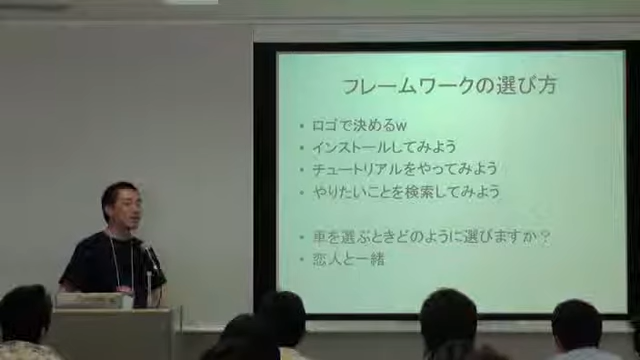 フレームワークの選び方
• ロゴで決めるw
• インストールしてみよう
• チュートリアルをやってみよう
• やりたいことを検索してみよう
• 車を選ぶときどのように選びますか?
• 恋人と一緒